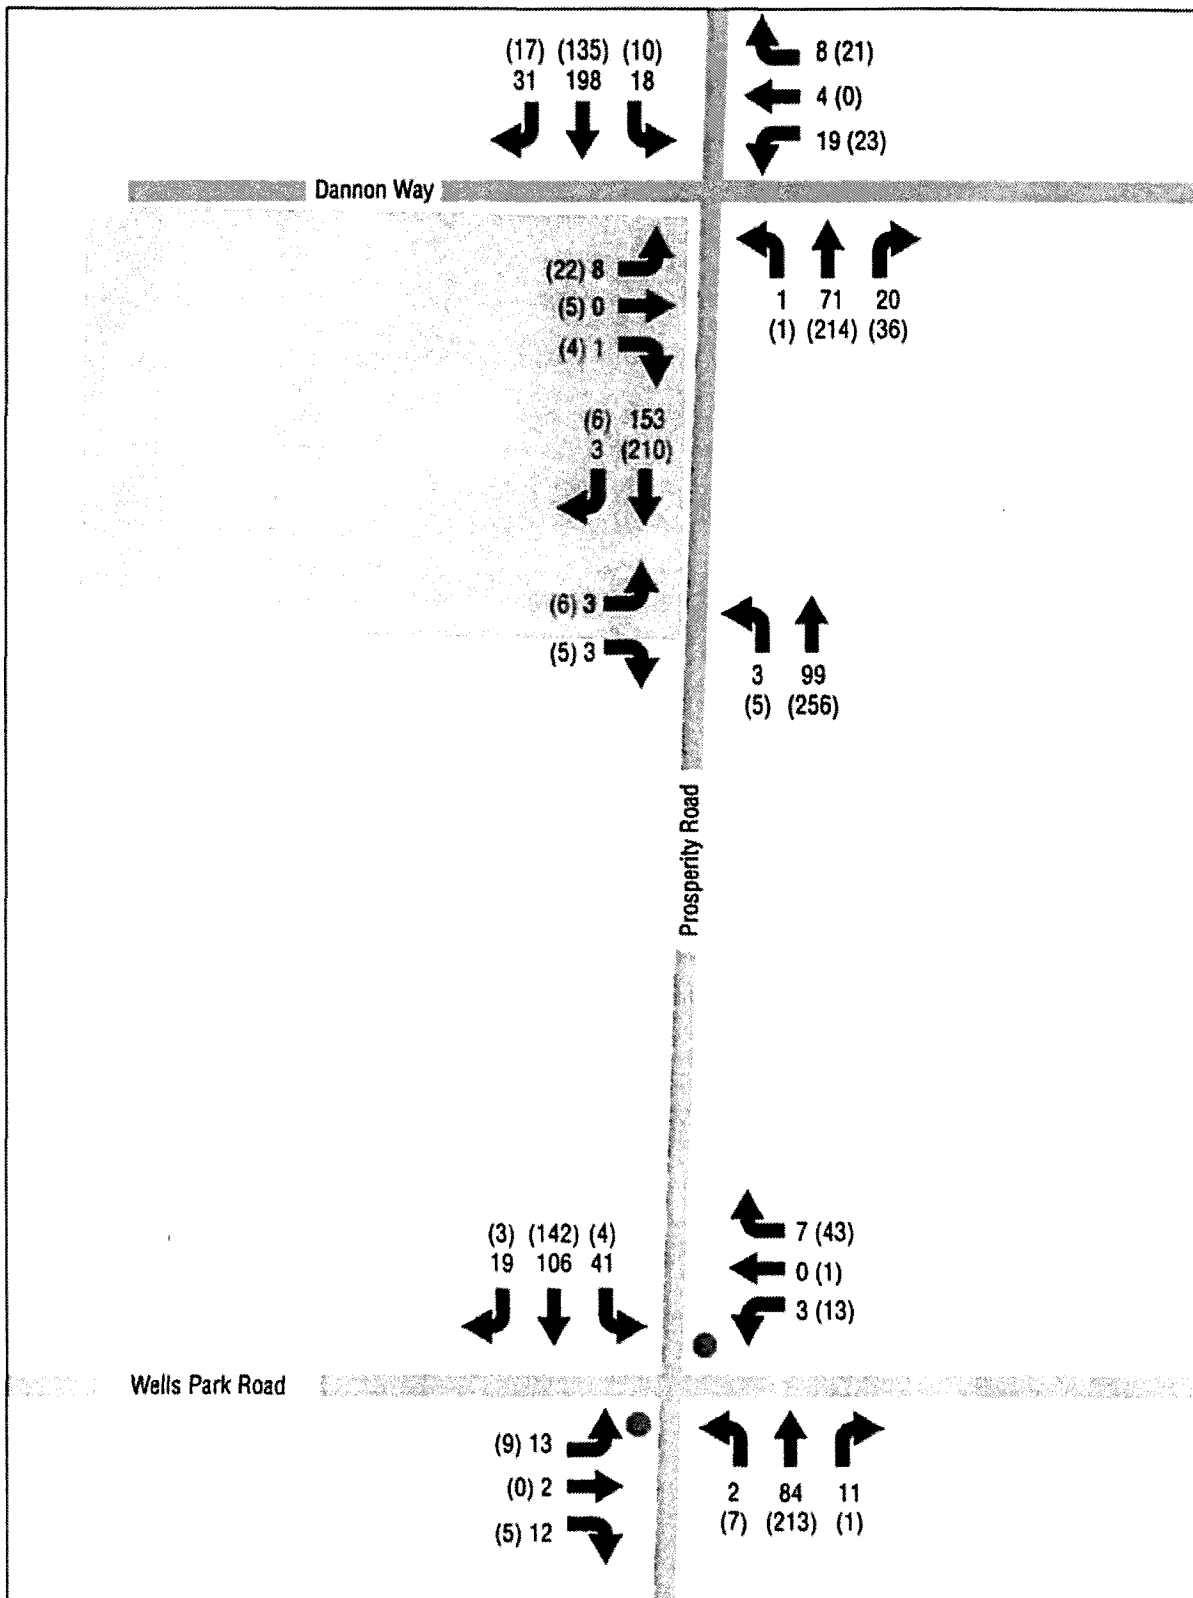 (17) (135) (10)
31 198 18
8 (21)
4 (0)
19 (23)
Dannon Way
(22) 8
(5) 0
(4) 1
1 71 20
(1) (214) (36)
(6) 153
3 (210)
(6) 3
(5) 3
3 99
(5) (256)
Prosperity Road
(3) (142) (4)
19 106 41
7 (43)
0 (1)
3 (13)
Wells Park Road
(9) 13
(0) 2
(5) 12
2 84 11
(7) (213) (1)